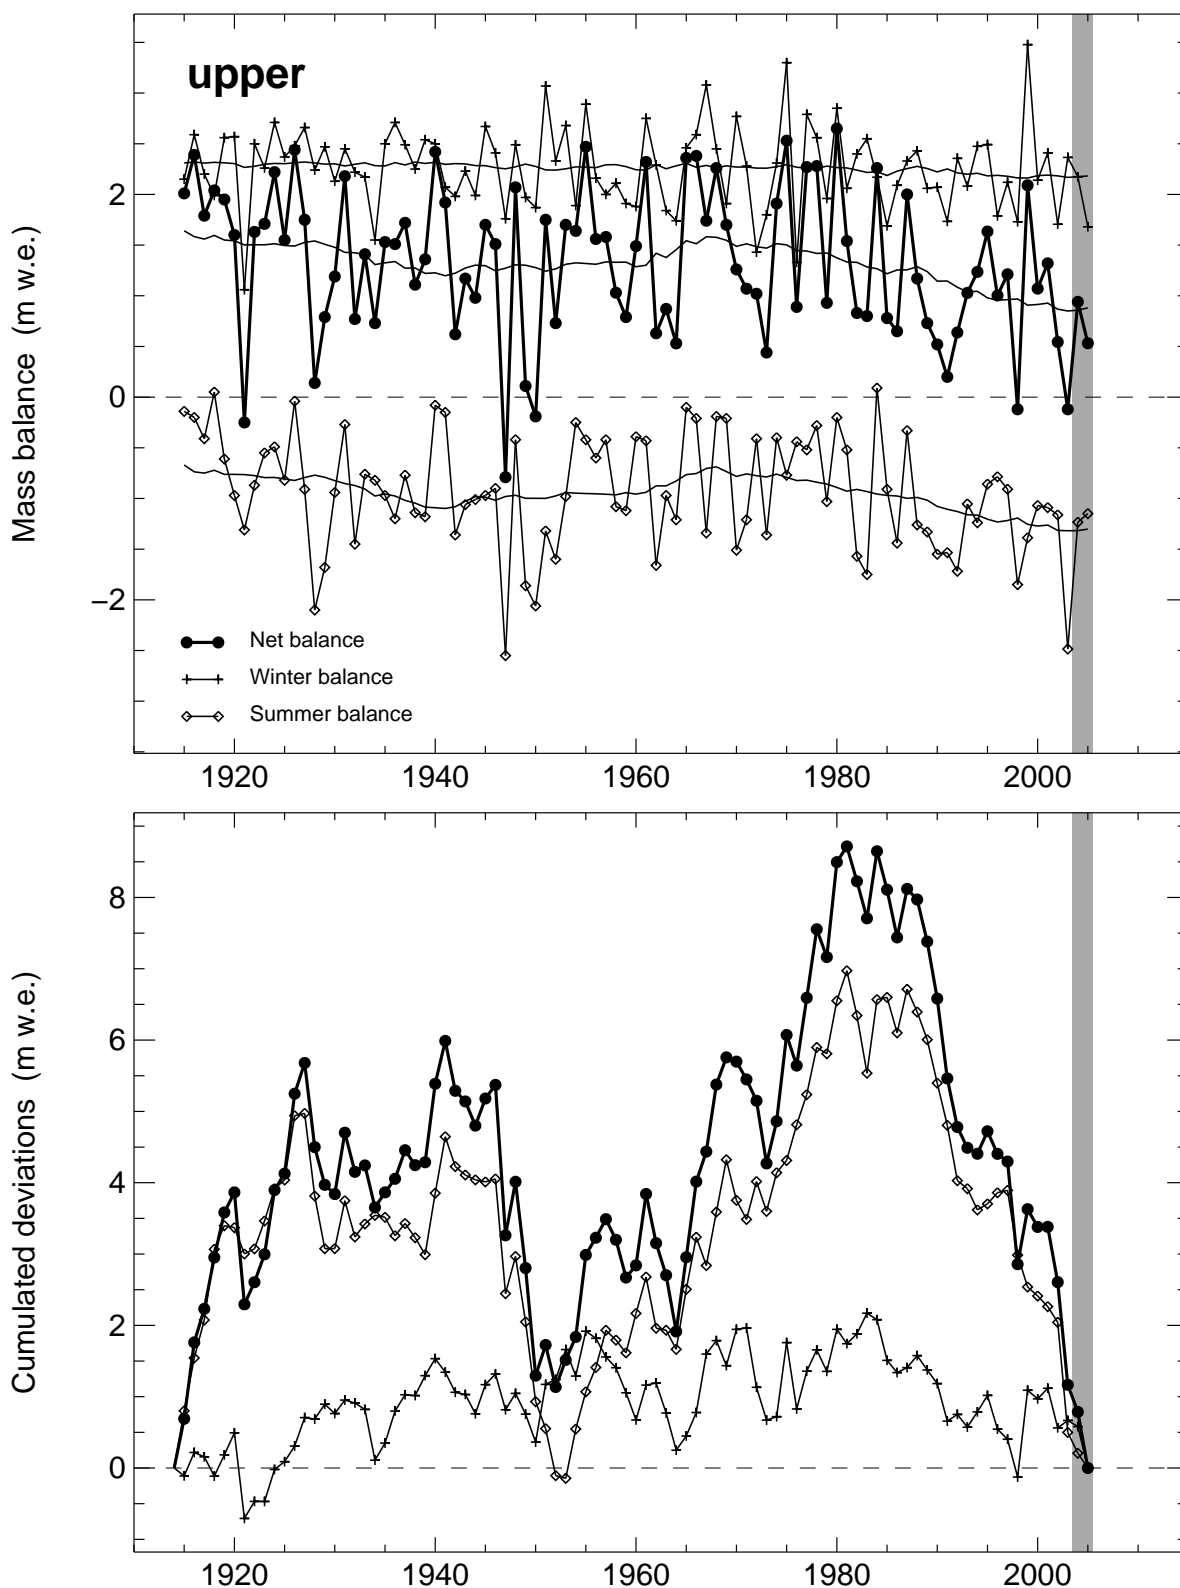 upper
Mass balance (m w.e.)
2
0
−2
Net balance
Winter balance
Summer balance
1920 1940 1960 1980 2000
Cumulated deviations (m w.e.)
8
6
4
2
0
1920 1940 1960 1980 2000